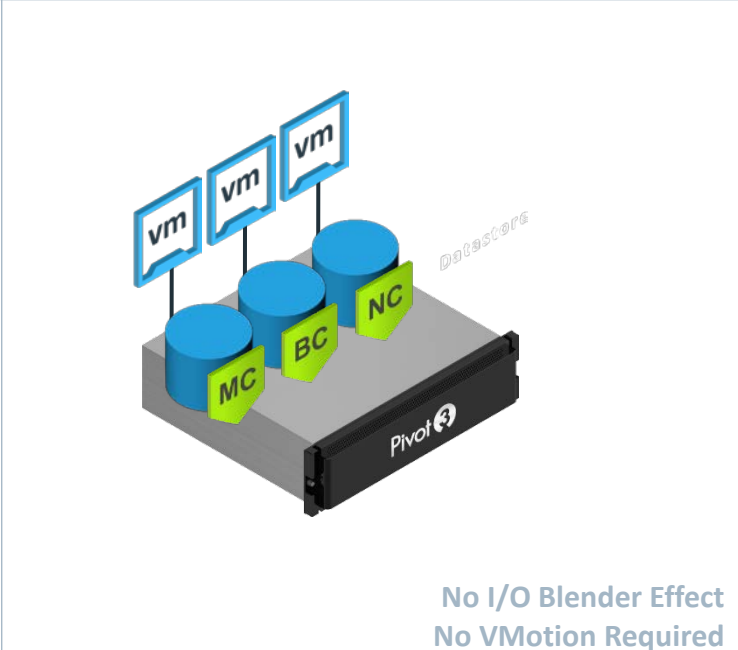 vm
vm
vm
Datastore
NC
BC
MC
Pivot3
No I/O Blender Effect
No VMotion Required